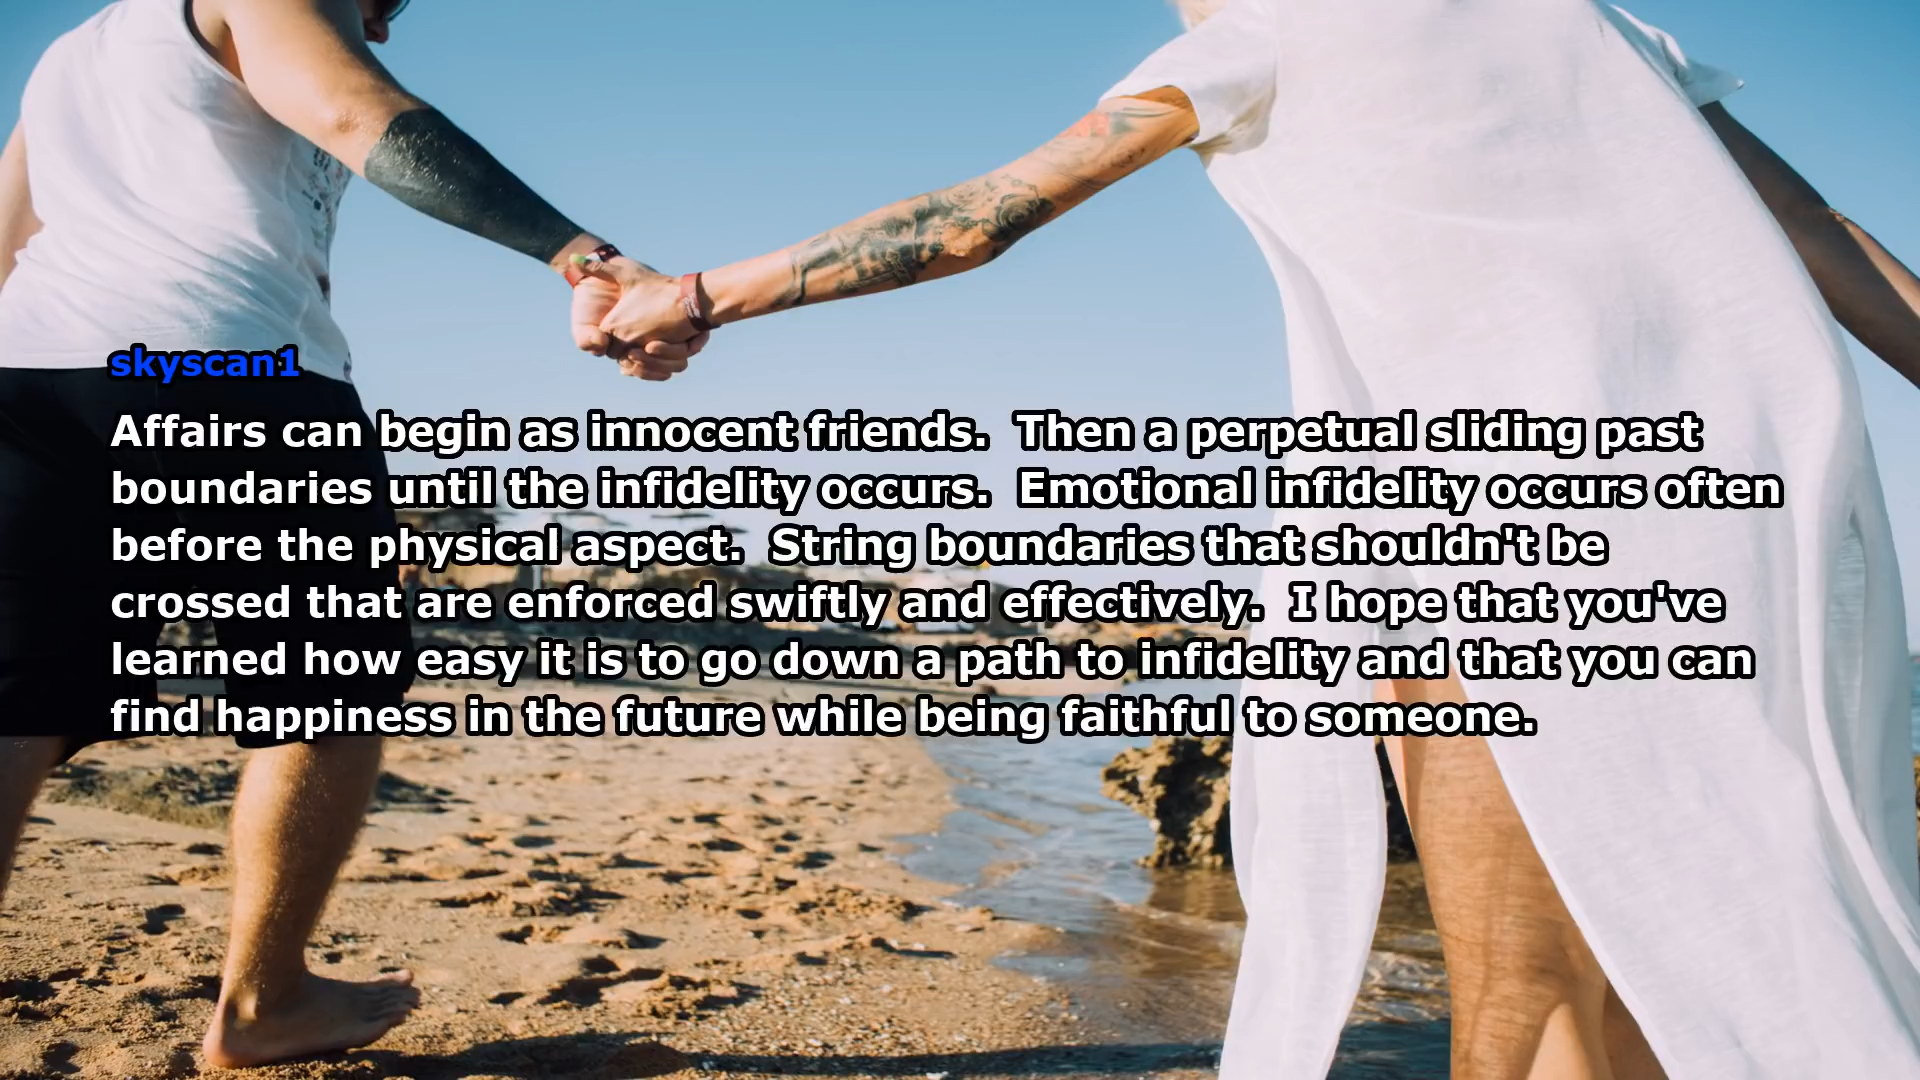 skyscan1
Affairs can begin as innocent friends.  Then a perpetual sliding past
boundaries until the infidelity occurs.  Emotional infidelity occurs often
before the physical aspect.  String boundaries that shouldn't be
crossed that are enforced swiftly and effectively.  I hope that you've
learned how easy it is to go down a path to infidelity and that you can
find happiness in the future while being faithful to someone.